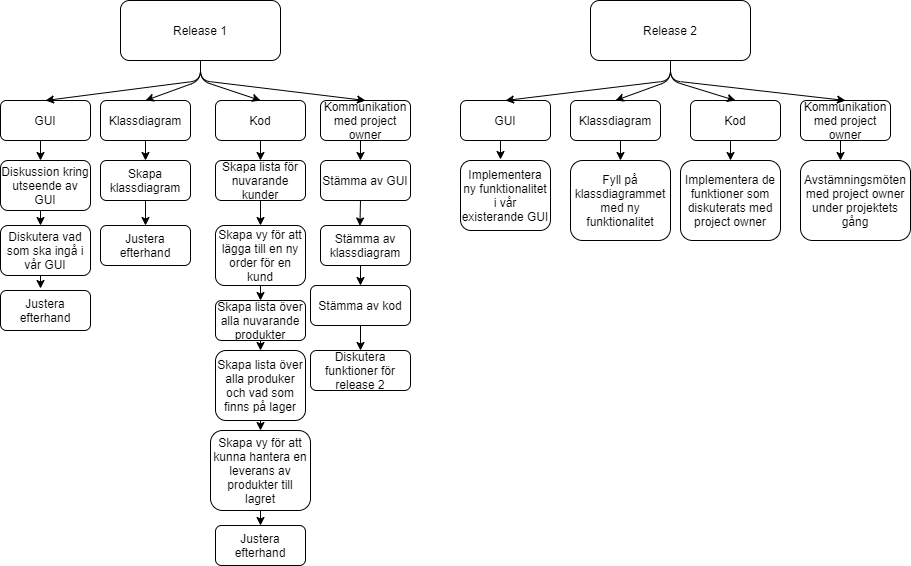 Release 1
GUI
Diskussion kring
utseende av
GUI
Diskutera vad
som ska ingå i
vår GUI
Justera
efterhand
Klassdiagram
Skapa
klassdiagram
Justera
efterhand
Kod
Skapa lista för
nuvarande
kunder
Skapa vy för att
lägga till en ny
order för en
kund
Skapa lista över
alla nuvarande
produkter
Skapa lista över
alla produker
och vad som
finns på lager
Skapa vy för att
kunna hantera en
leverans av
produkter till
lagret
Justera
efterhand
Kommunikation
med project
owner
Stämma av GUI
Stämma av
klassdiagram
Stämma av kod
Diskutera
funktioner för
release 2
Release 2
GUI
Implementera
ny funktionalitet
i vår
existerande GUI
Klassdiagram
Fyll på
klassdiagrammet
med ny
funktionalitet
Kod
Implementera de
funktioner som
diskuterats med
project owner
Kommunikation
med project
owner
Avstämningsmöten
med project owner
under projektets
gång